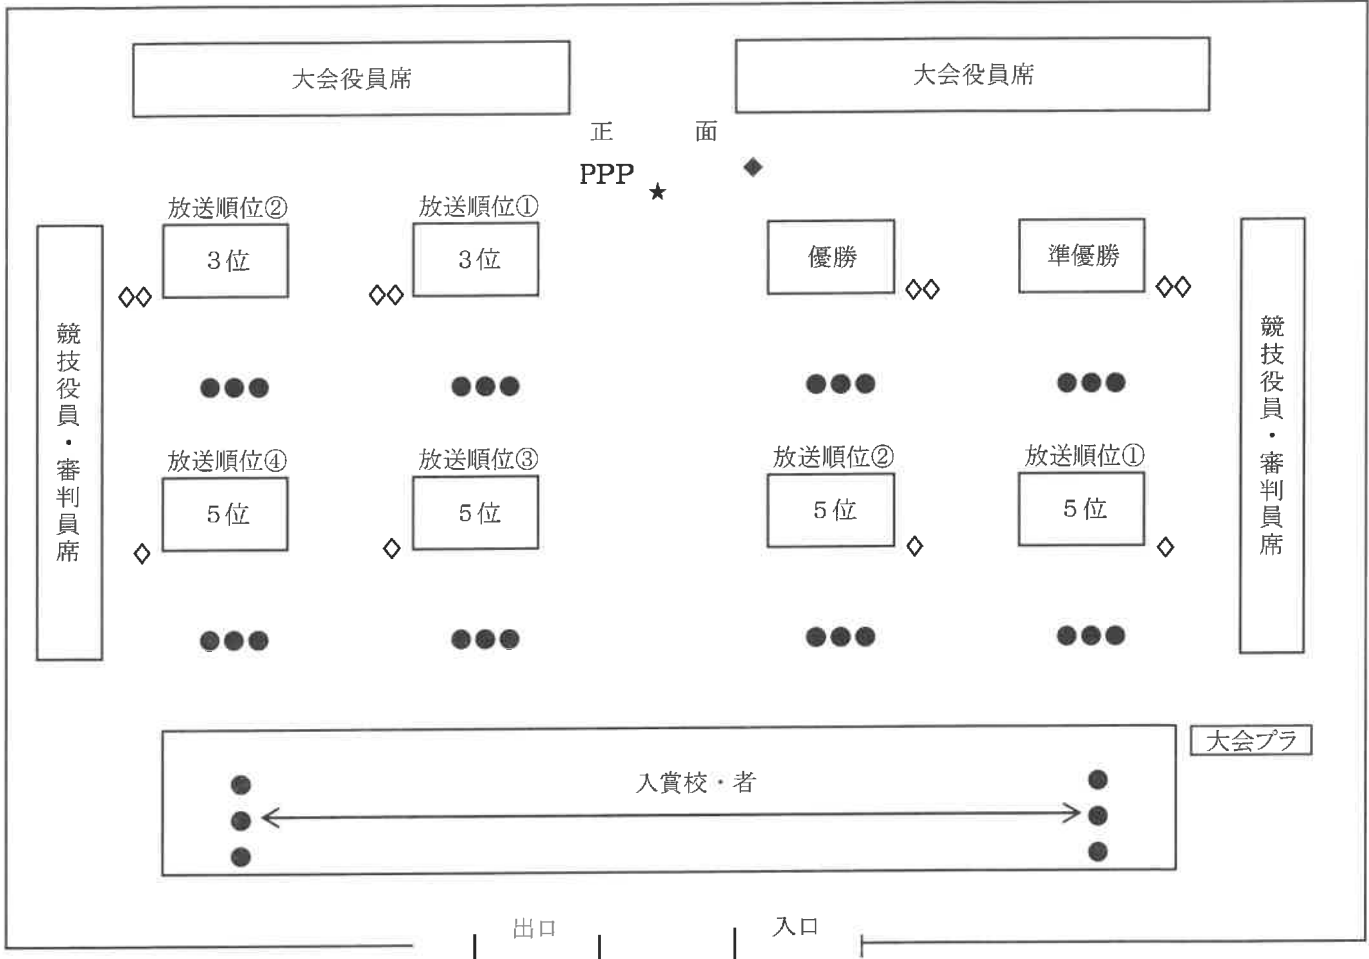 大会役員席
大会役員席
正 面
PPP ★ ◆
放送順位②
放送順位①
3位
3位
優勝
準優勝
◇◇
◇◇
◇◇
◇◇
競技役員・審判員席
競技役員・審判員席
●●●
●●●
●●●
●●●
放送順位④
放送順位③
放送順位②
放送順位①
5位
5位
5位
5位
◇
◇
◇
◇
●●●
●●●
●●●
●●●
大会プラ
入賞校・者
出口
入口